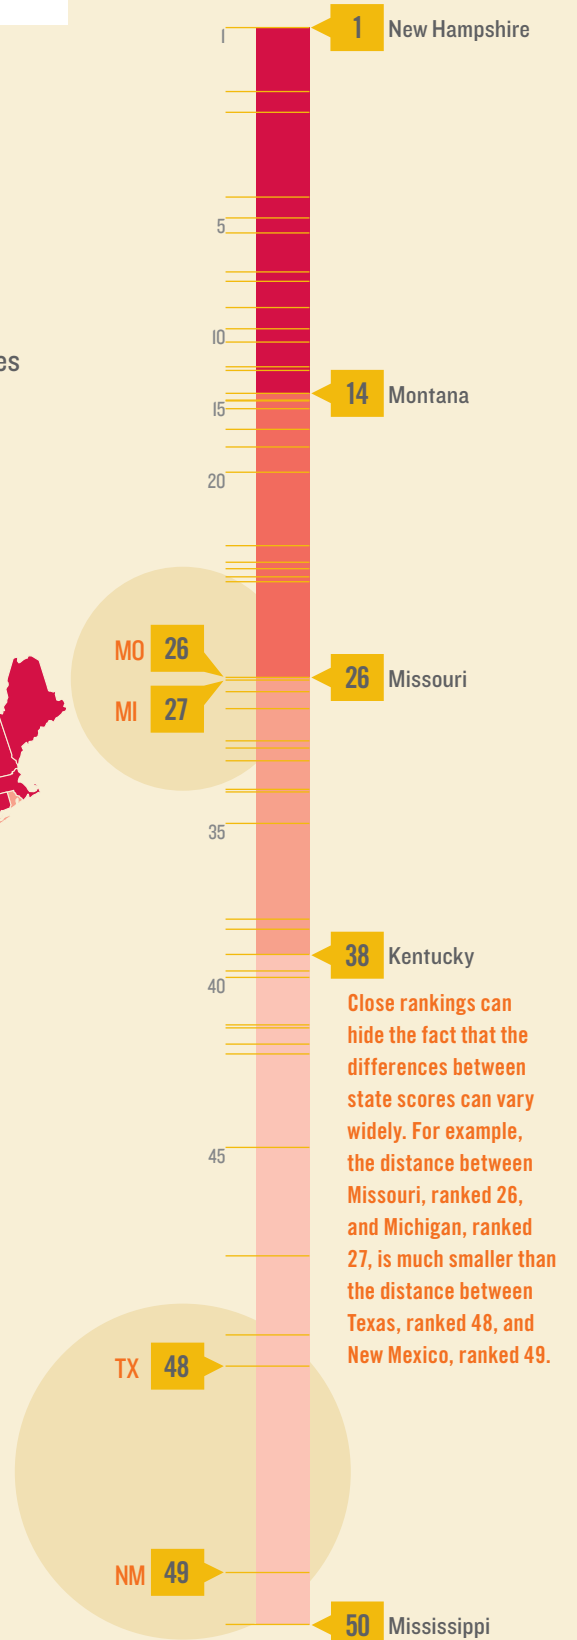 1
1 New Hampshire
5
10
es
14 Montana
15
20
MO 26
26 Missouri
MI 27
35
38 Kentucky
40
Close rankings can
hide the fact that the
differences between
state scores can vary
widely. For example,
the distance between
Missouri, ranked 26,
and Michigan, ranked
27, is much smaller than
the distance between
Texas, ranked 48, and
New Mexico, ranked 49.
45
TX 48
NM 49
50 Mississippi